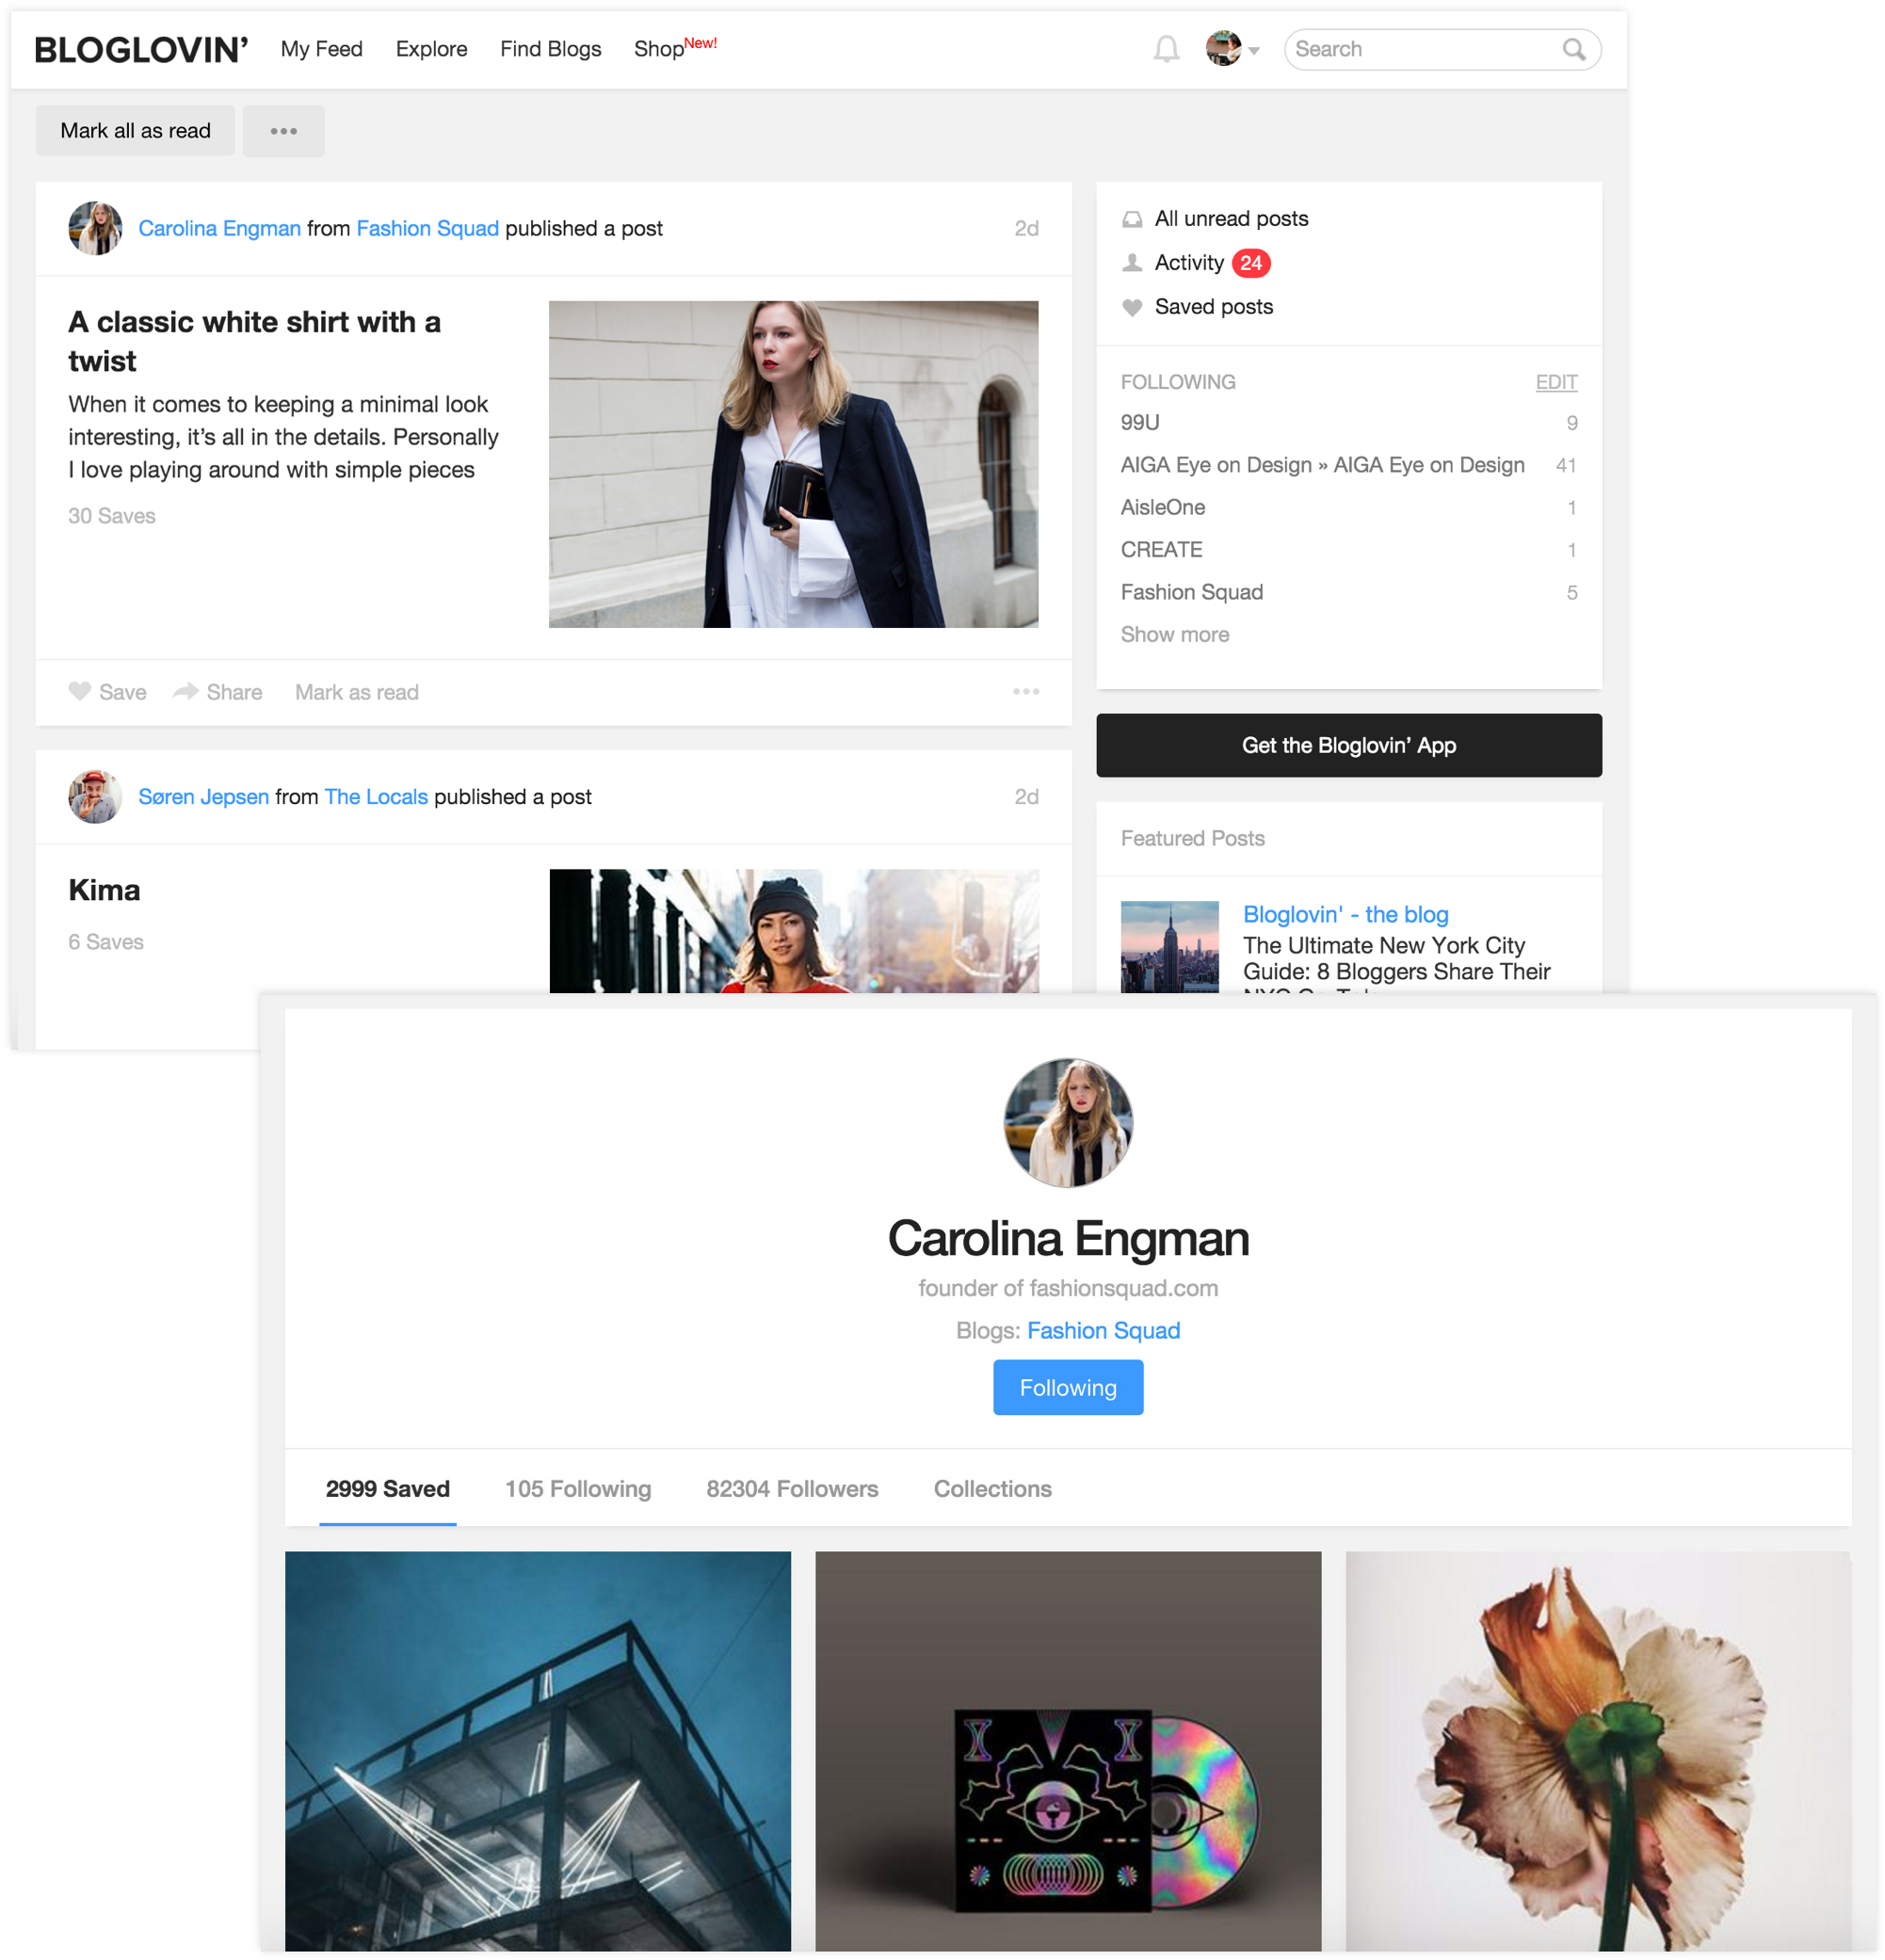 BLOGLOVIN’ My Feed Explore Find Blogs Shop New! Search
Mark all as read
Carolina Engman from Fashion Squad published a post 2d
A classic white shirt with a
twist
When it comes to keeping a minimal look
interesting, it’s all in the details. Personally
I love playing around with simple pieces
30 Saves
Save Share Mark as read
Søren Jepsen from The Locals published a post 2d
Kima
6 Saves
All unread posts
Activity 24
Saved posts
FOLLOWING EDIT
99U 9
AIGA Eye on Design » AIGA Eye on Design 41
AisleOne 1
CREATE 1
Fashion Squad 5
Show more
Get the Bloglovin’ App
Featured Posts
Bloglovin' - the blog
The Ultimate New York City
Guide: 8 Bloggers Share Their
Carolina Engman
founder of fashionsquad.com
Blogs: Fashion Squad
Following
2999 Saved 105 Following 82304 Followers Collections